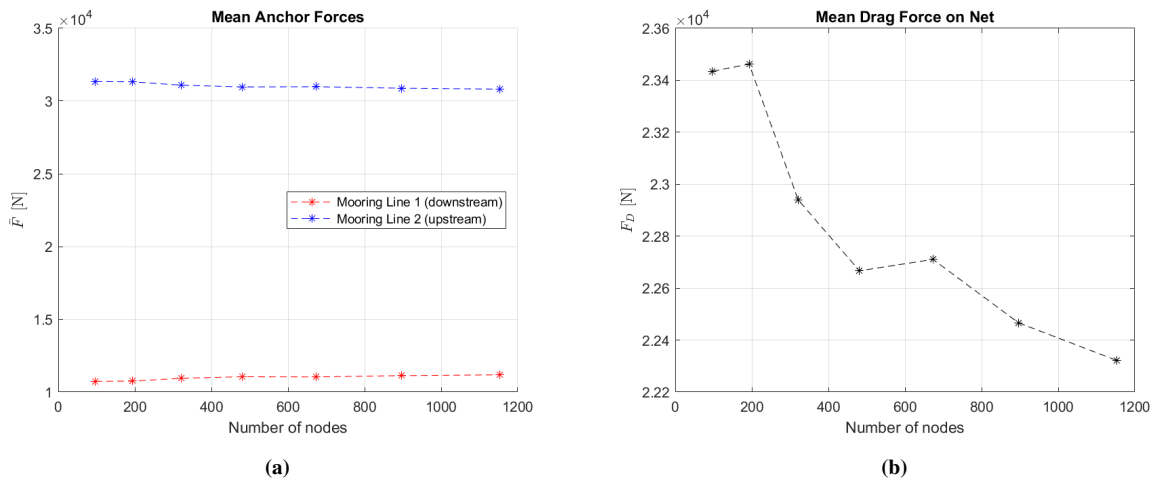 Mean Anchor Forces
×10⁴
3.5
3
2.5
2
1.5
1
F̄ [N]
Mooring Line 1 (downstream)
Mooring Line 2 (upstream)
0 200 400 600 800 1000 1200
Number of nodes
(a)
Mean Drag Force on Net
×10⁴
2.36
2.34
2.32
2.3
2.28
2.26
2.24
2.22
F_D [N]
0 200 400 600 800 1000 1200
Number of nodes
(b)